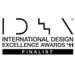 IDEA
INTERNATIONAL DESIGN
EXCELLENCE AWARDS '11
FINALIST